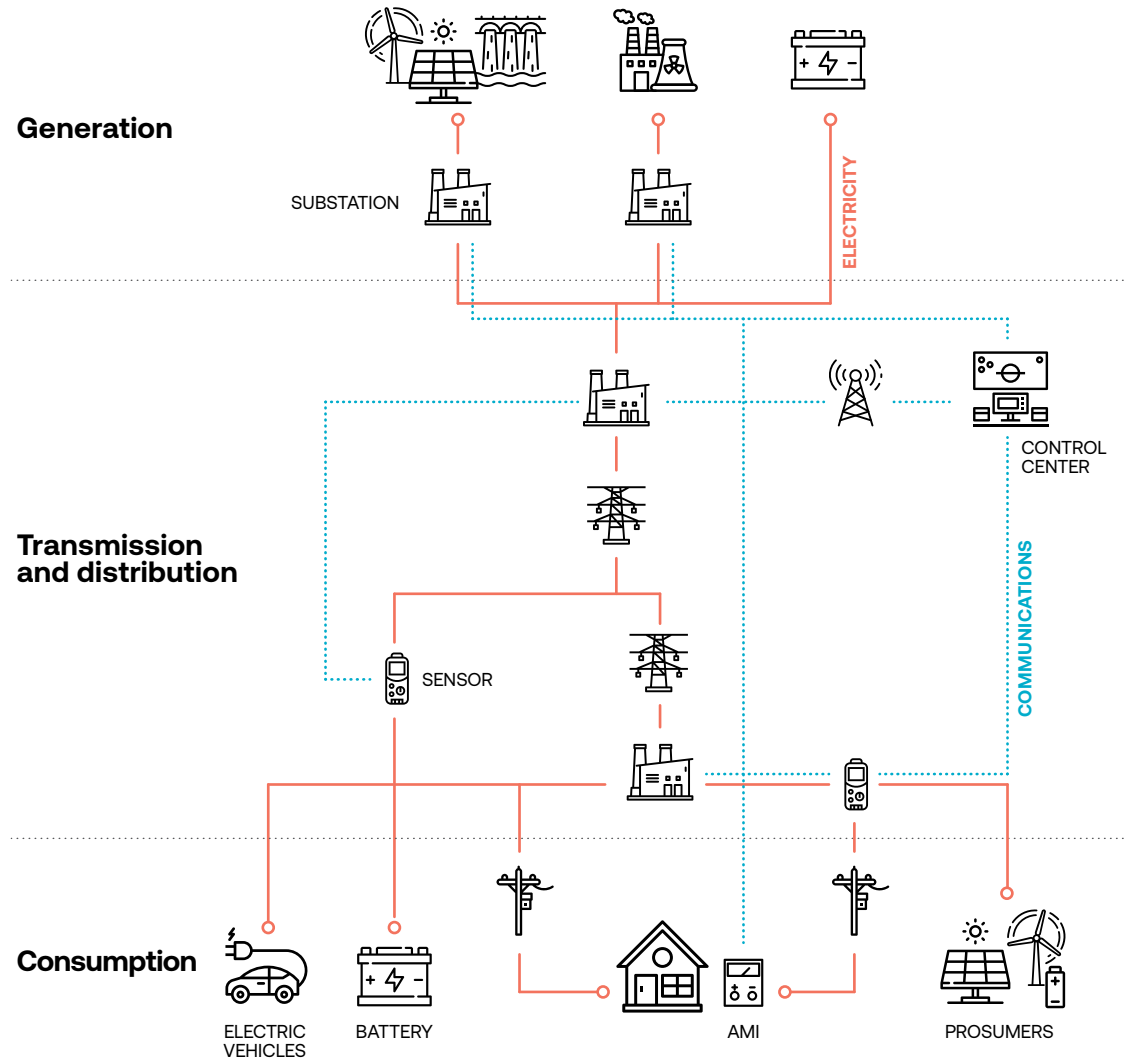 Generation
SUBSTATION
ELECTRICITY
CONTROL
CENTER
Transmission
and distribution
COMMUNICATIONS
SENSOR
Consumption
ELECTRIC
VEHICLES
BATTERY
AMI
PROSUMERS